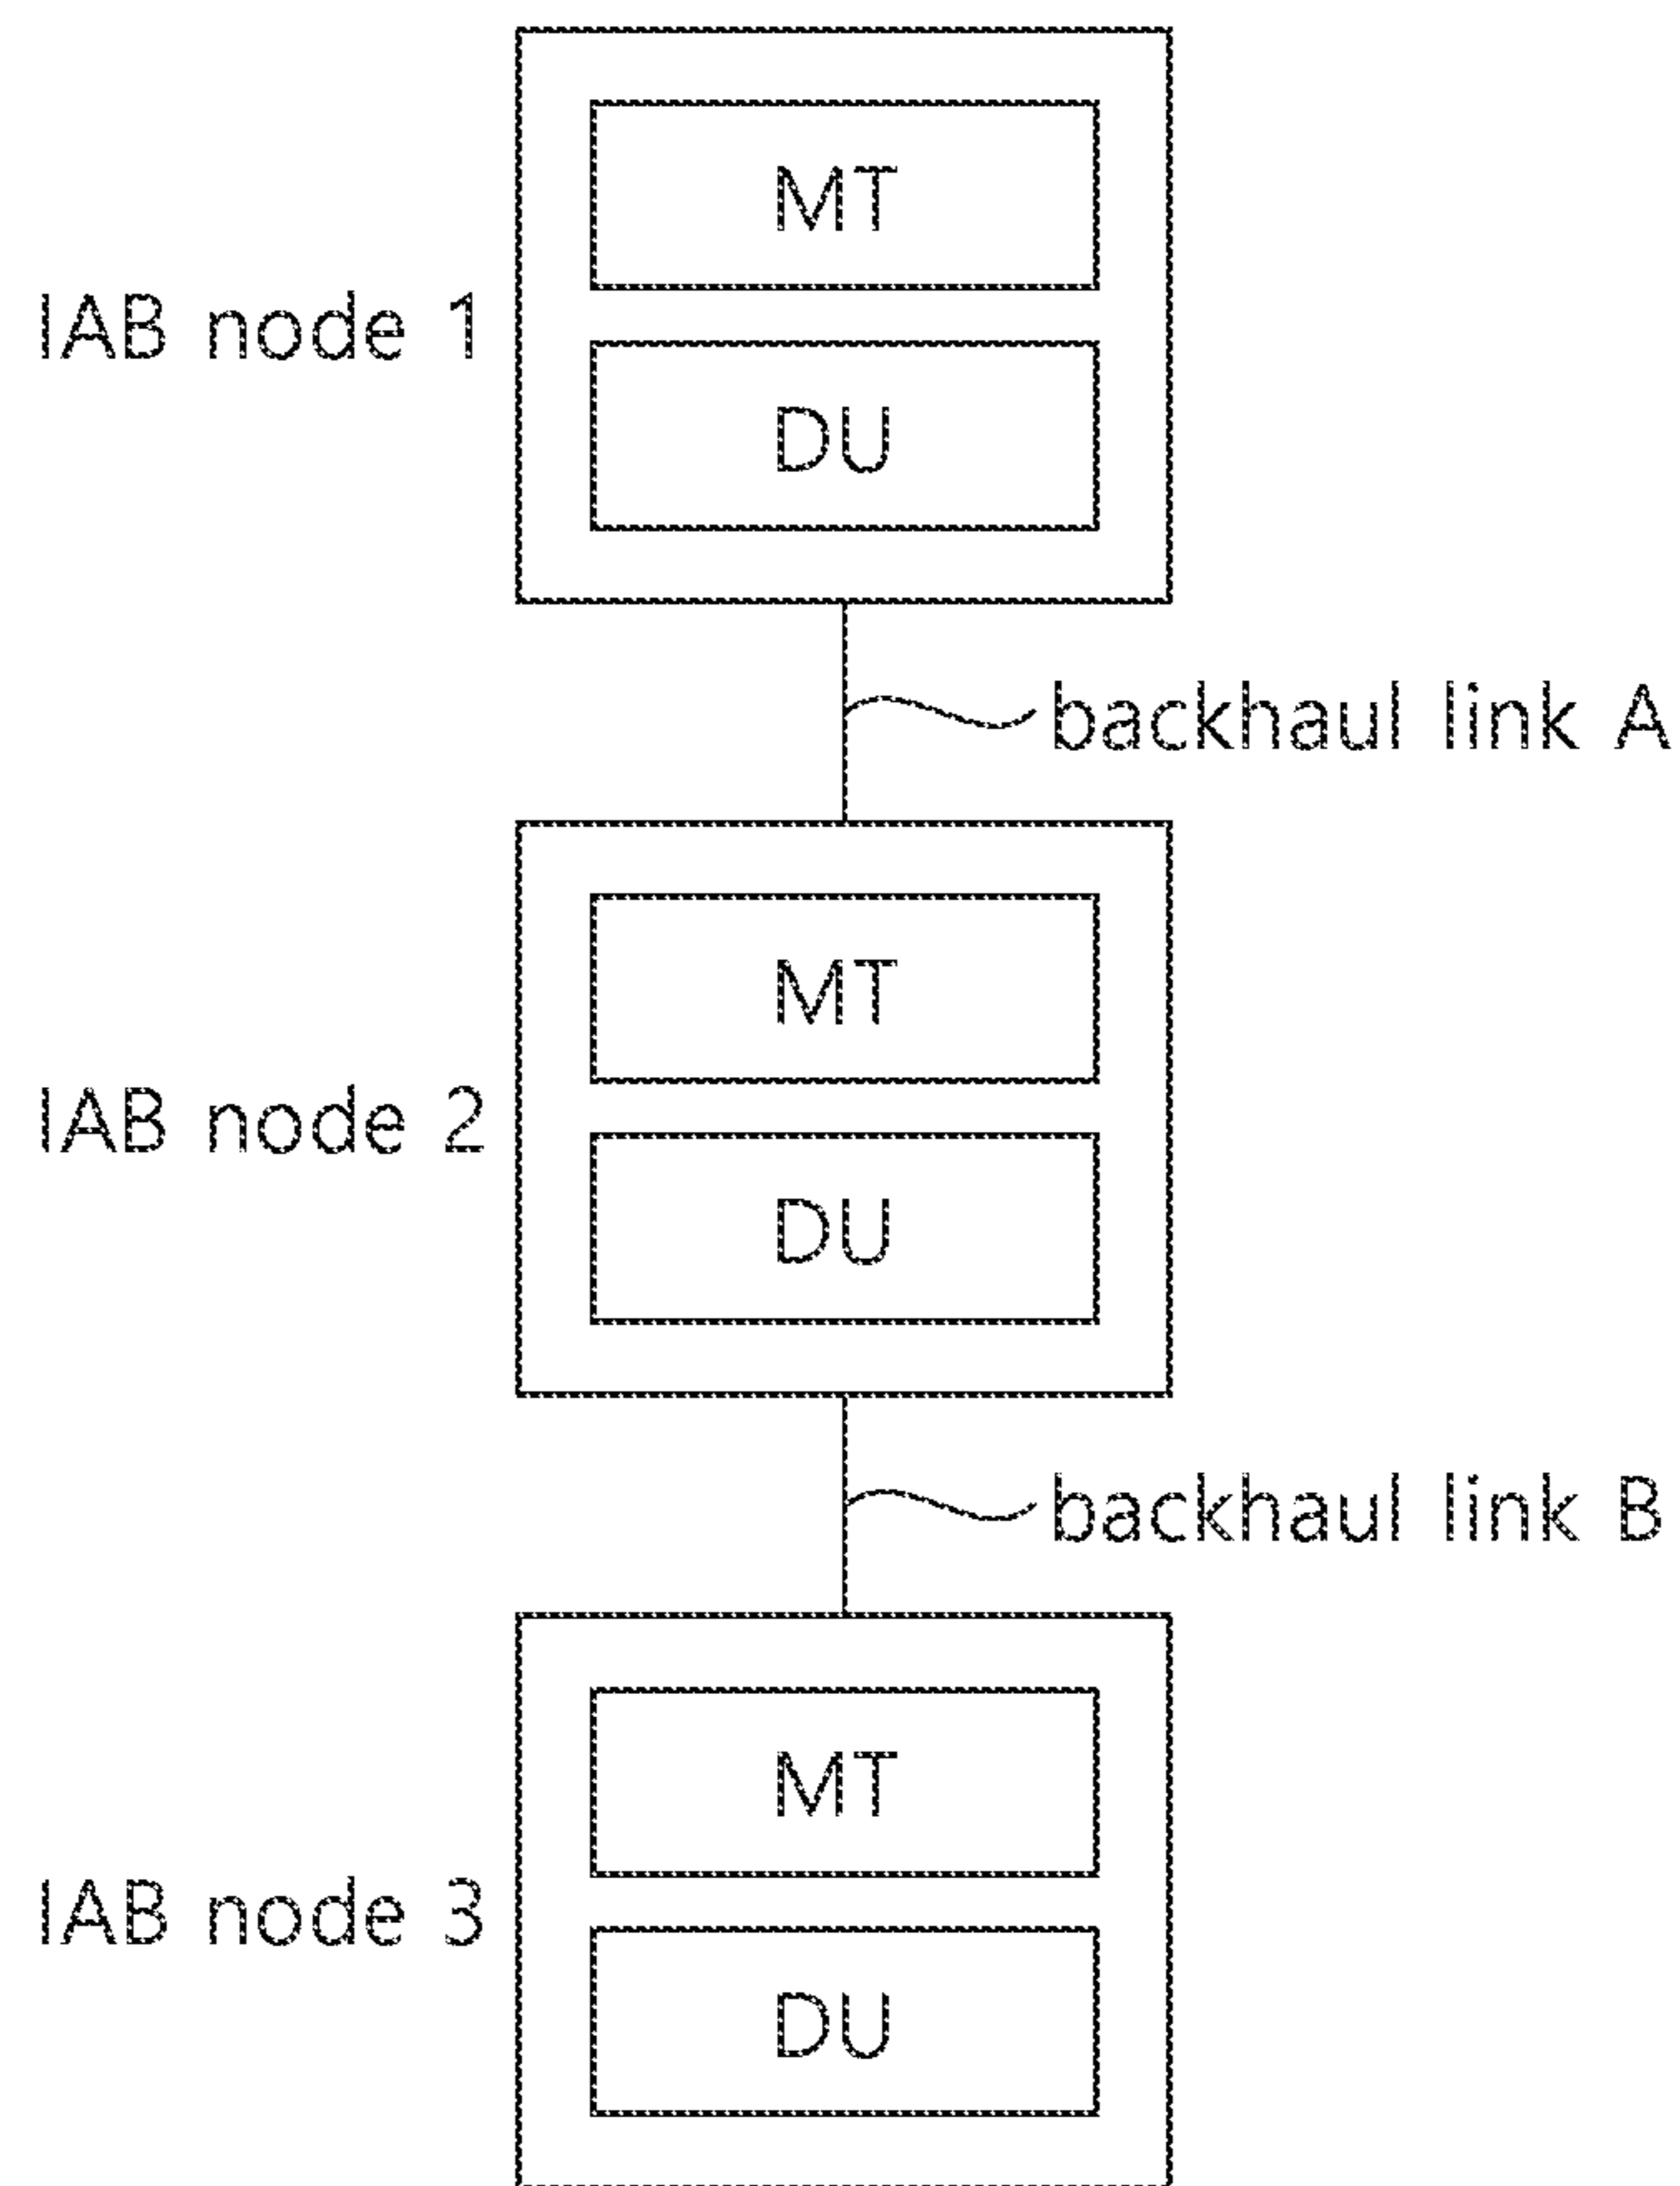 MT
IAB node 1
DU
backhaul link A
MT
IAB node 2
DU
backhaul link B
MT
IAB node 3
DU